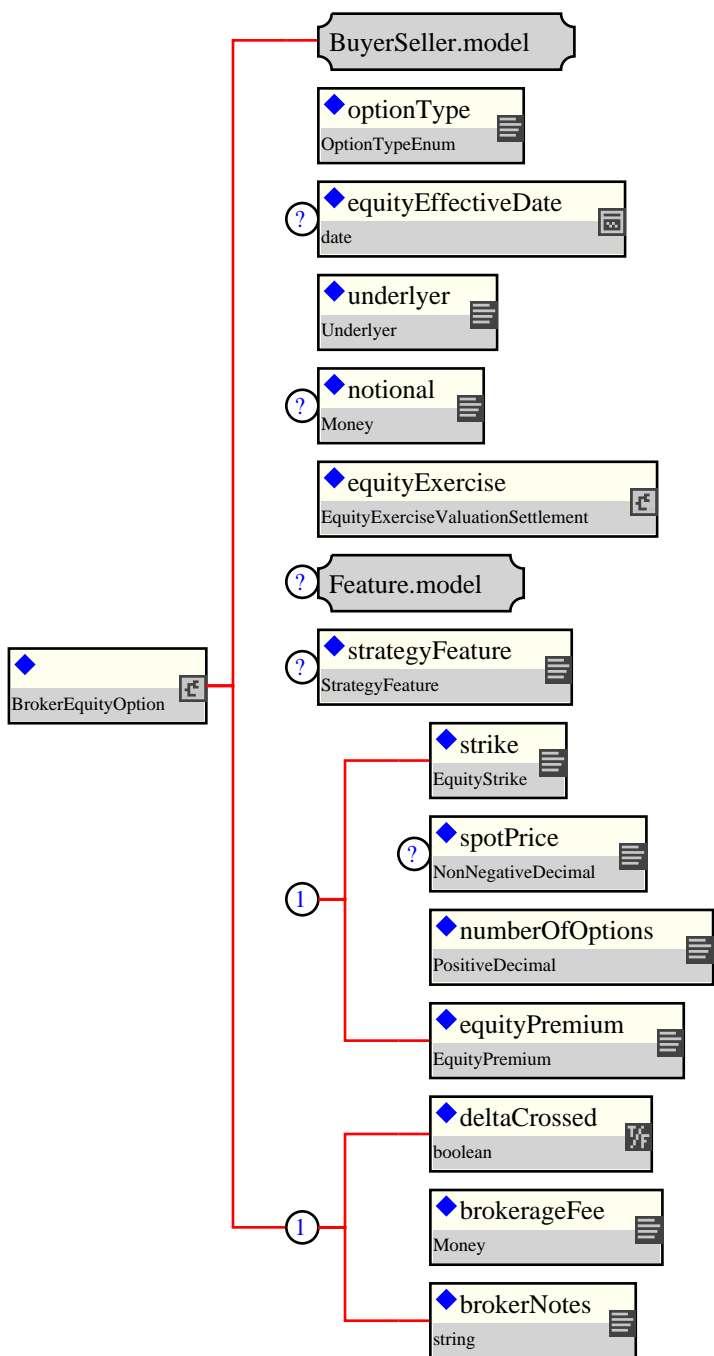 BuyerSeller.model
optionType
OptionTypeEnum
?
equityEffectiveDate
date
underlyer
Underlyer
?
notional
Money
equityExercise
EquityExerciseValuationSettlement
?
Feature.model
?
strategyFeature
StrategyFeature
BrokerEquityOption
strike
EquityStrike
?
spotPrice
NonNegativeDecimal
1
numberOfOptions
PositiveDecimal
equityPremium
EquityPremium
deltaCrossed
T/F
boolean
1
brokerageFee
Money
brokerNotes
string